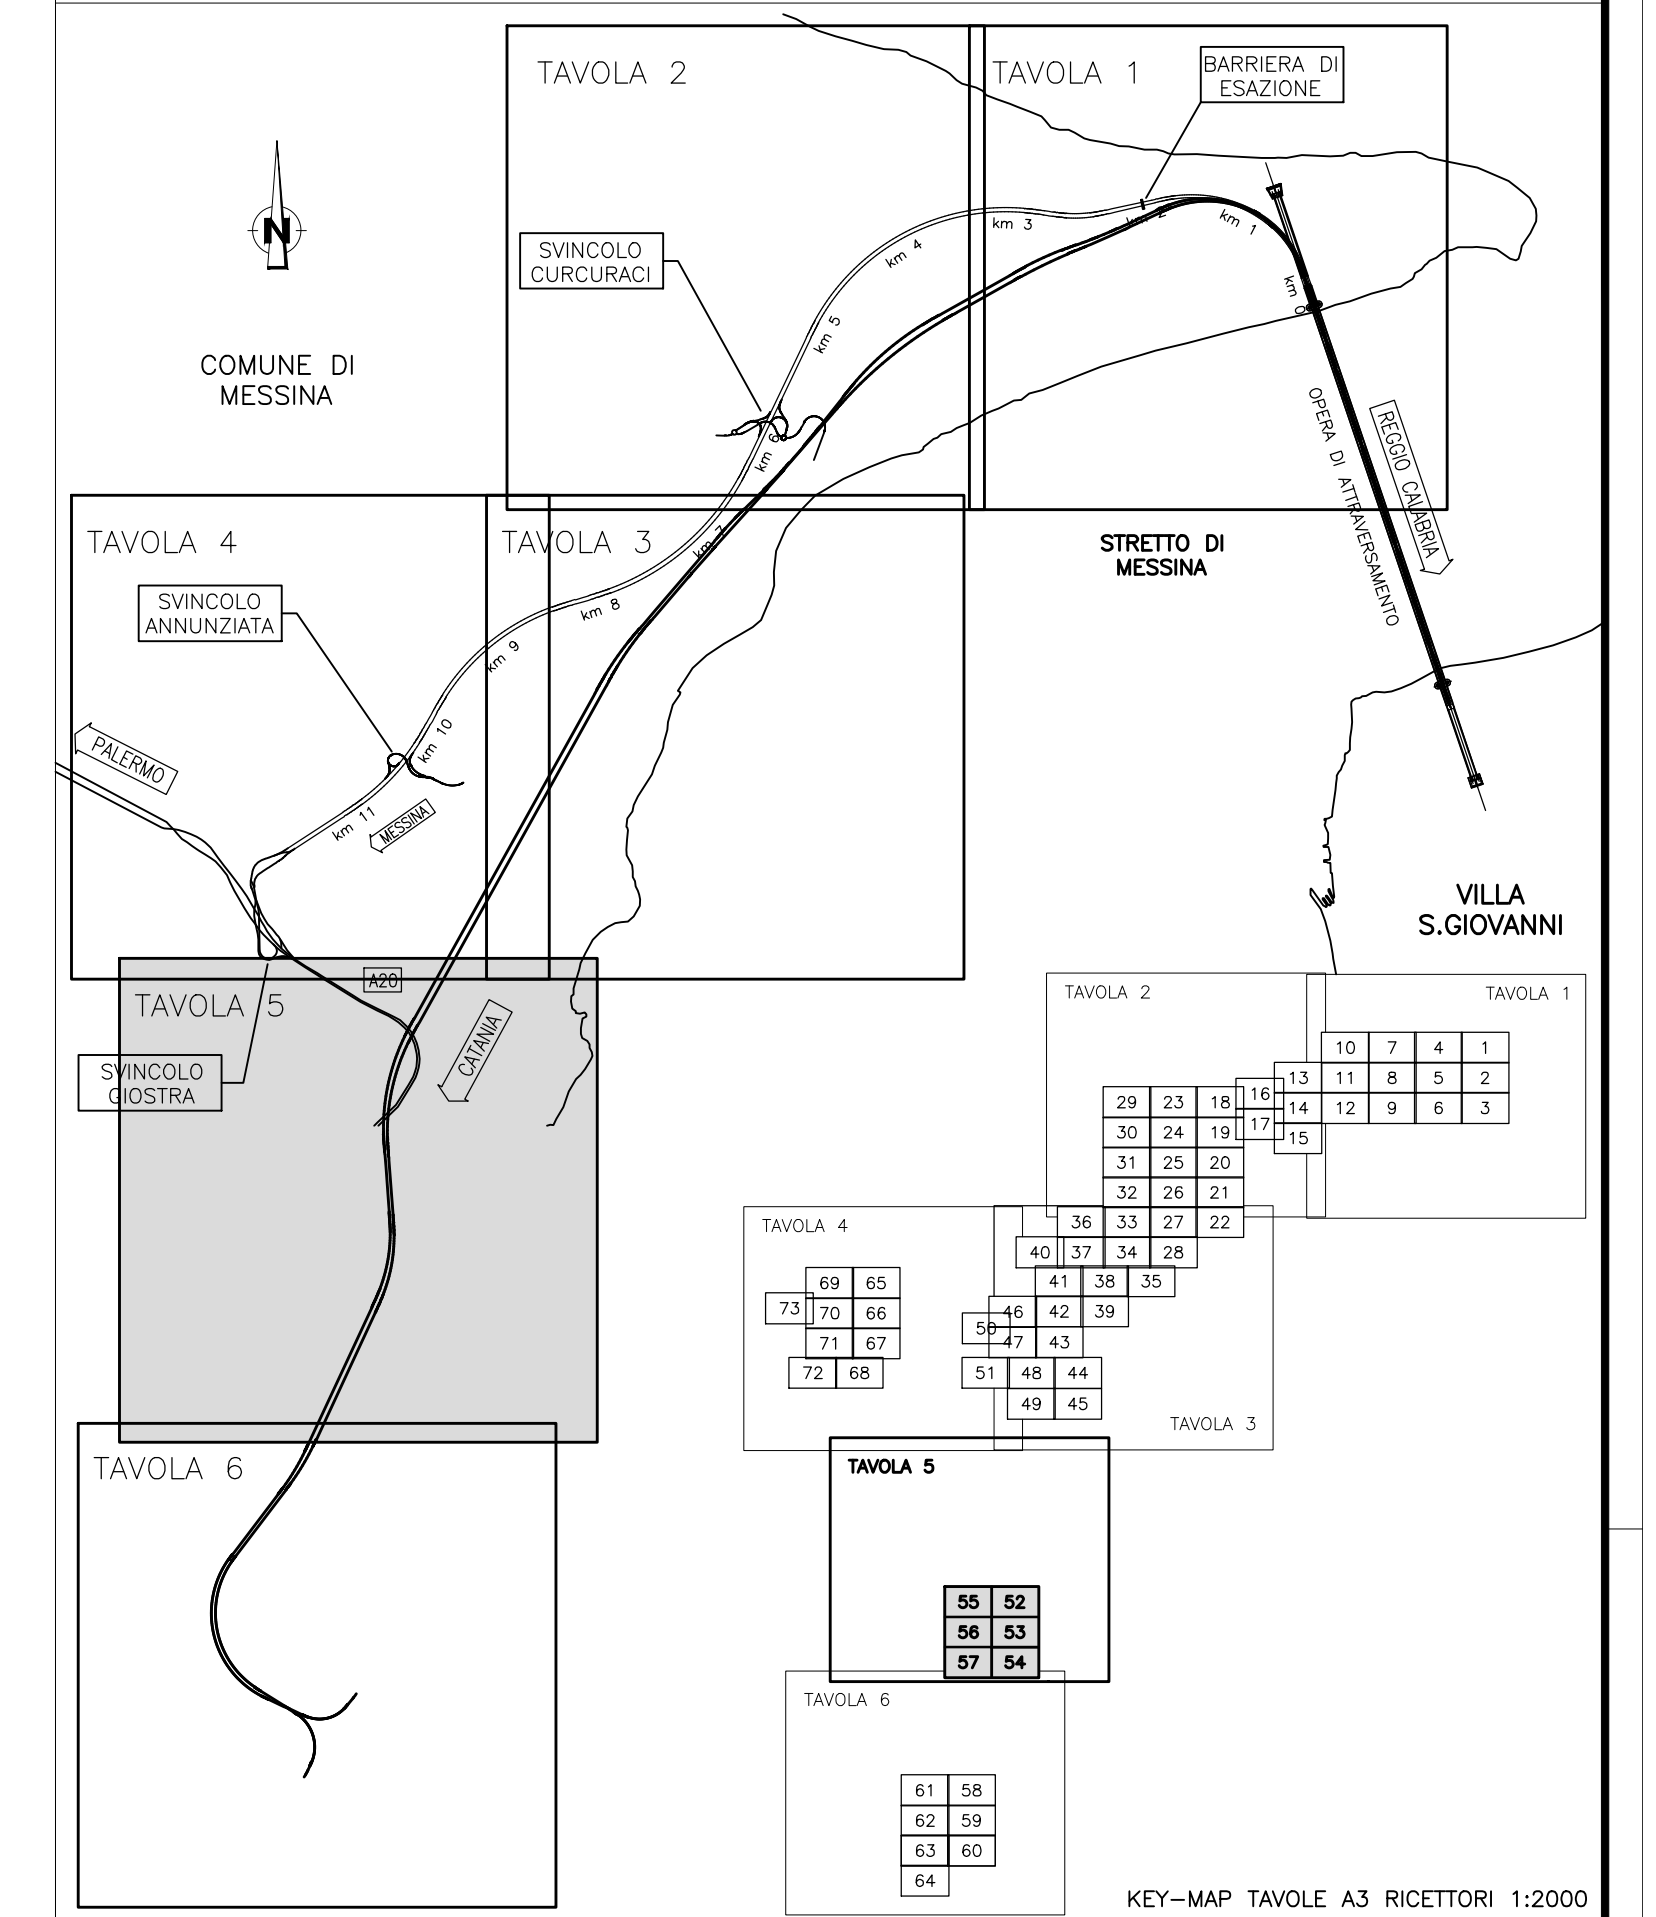 TAVOLA 2
TAVOLA 1
BARRIERA DI
ESAZIONE
N
SVINCOLO
CURCURACI
km 4
km 3
km 2
km 1
km 0
km 5
km 6
km 7
COMUNE DI
MESSINA
OPERA DI ATTRAVERSAMENTO
REGGIO CALABRIA
STRETTO DI
MESSINA
TAVOLA 4
TAVOLA 3
SVINCOLO
ANNUNZIATA
km 8
km 9
km 10
km 11
PALERMO
MESSINA
VILLA
S.GIOVANNI
A20
TAVOLA 5
CATANIA
SVINCOLO
GIOSTRA
TAVOLA 6
TAVOLA 2
TAVOLA 1
10 7 4 1
13 11 8 5 2
14 12 9 6 3
16
17
15
29 23 18
30 24 19
31 25 20
32 26 21
36 33 27 22
40 37 34 28
41 38 35
46 42 39
50
47 43
51 48 44
49 45
TAVOLA 3
TAVOLA 4
69 65
73 70 66
71 67
72 68
TAVOLA 5
55 52
56 53
57 54
TAVOLA 6
61 58
62 59
63 60
64
KEY-MAP TAVOLE A3 RICETTORI 1:2000